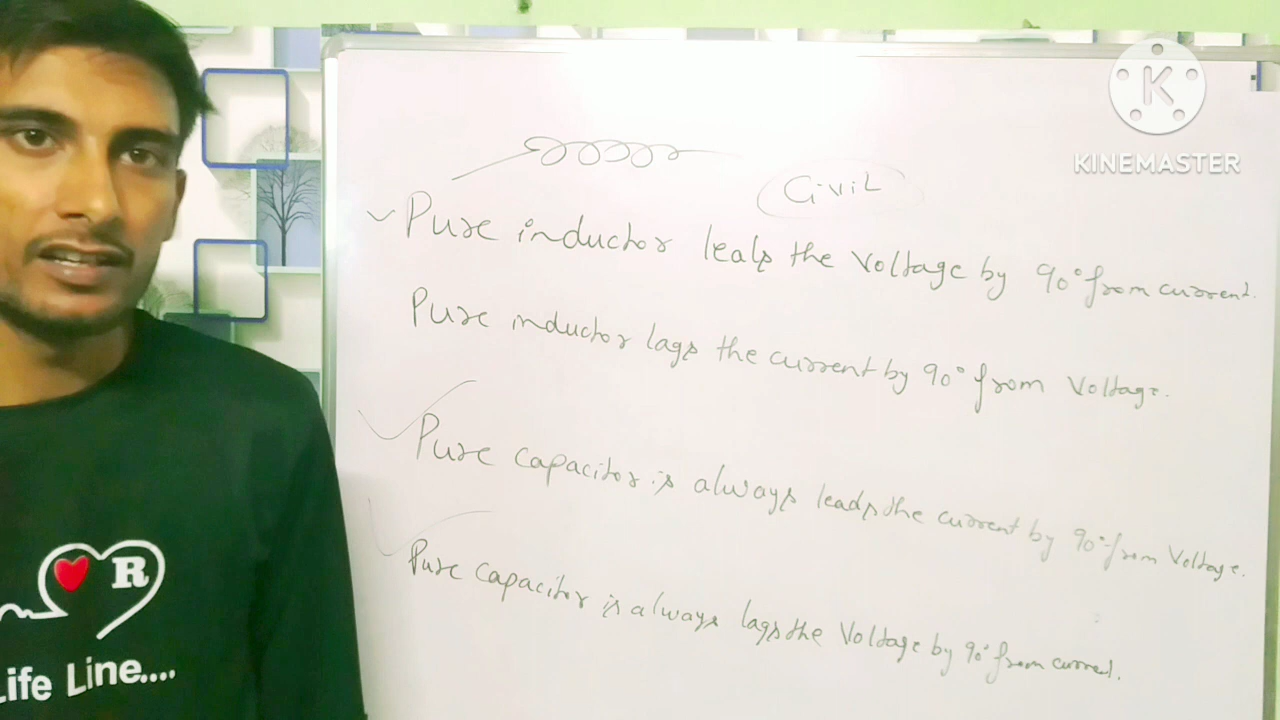 KINEMASTER
CiviL
Pure inductor leads the Voltage by 90° from current.
Pure inductor lags the current by 90° from Voltage.
Pure capacitor is always leads the current by 90° from Voltage.
Pure capacitor is always lags the Voltage by 90° from current.
R
Life Line....